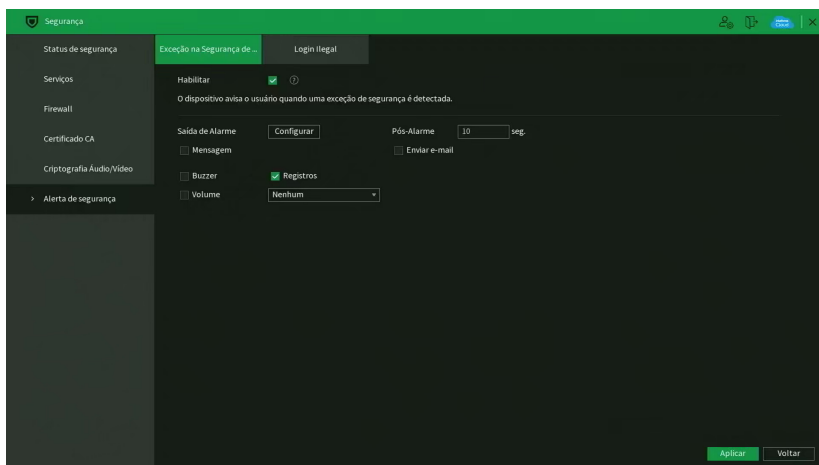 Segurança
Status de segurança
Serviços
Firewall
Certificado CA
Criptografia Áudio/Vídeo
> Alerta de segurança
Exceção na Segurança de ... Login Ilegal
Habilitar ?
O dispositivo avisa o usuário quando uma exceção de segurança é detectada.
Saída de Alarme Configurar Pós-Alarme 10 seg.
Mensagem Enviar e-mail
Buzzer Registros
Volume Nenhum
Aplicar Voltar